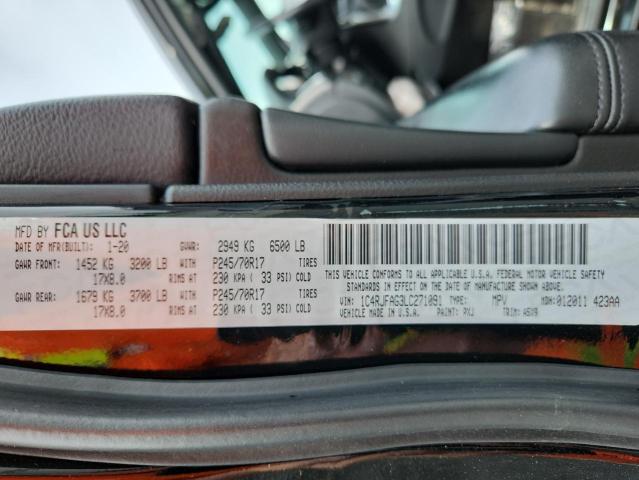 MFD BY FCA US LLC
DATE OF MFR(BUILT): 1-20 GVWR: 2949 KG 6500 LB
GAWR FRONT: 1452 KG 3200 LB WITH P245/70R17 TIRES
17X8.0 RIMS AT 230 KPA ( 33 PSI) COLD
GAWR REAR: 1679 KG 3700 LB WITH P245/70R17 TIRES
17X8.0 RIMS AT 230 KPA ( 33 PSI) COLD
THIS VEHICLE CONFORMS TO ALL APPLICABLE U.S.A. FEDERAL MOTOR VEHICLE SAFETY
STANDARDS IN EFFECT ON THE DATE OF MANUFACTURE SHOWN ABOVE.
VIN: 1C4RJFAG3LC271091 TYPE: MPV MDH:012011 423AA
VEHICLE MADE IN U.S.A. PAINT: PXJ TRIM: A5X9